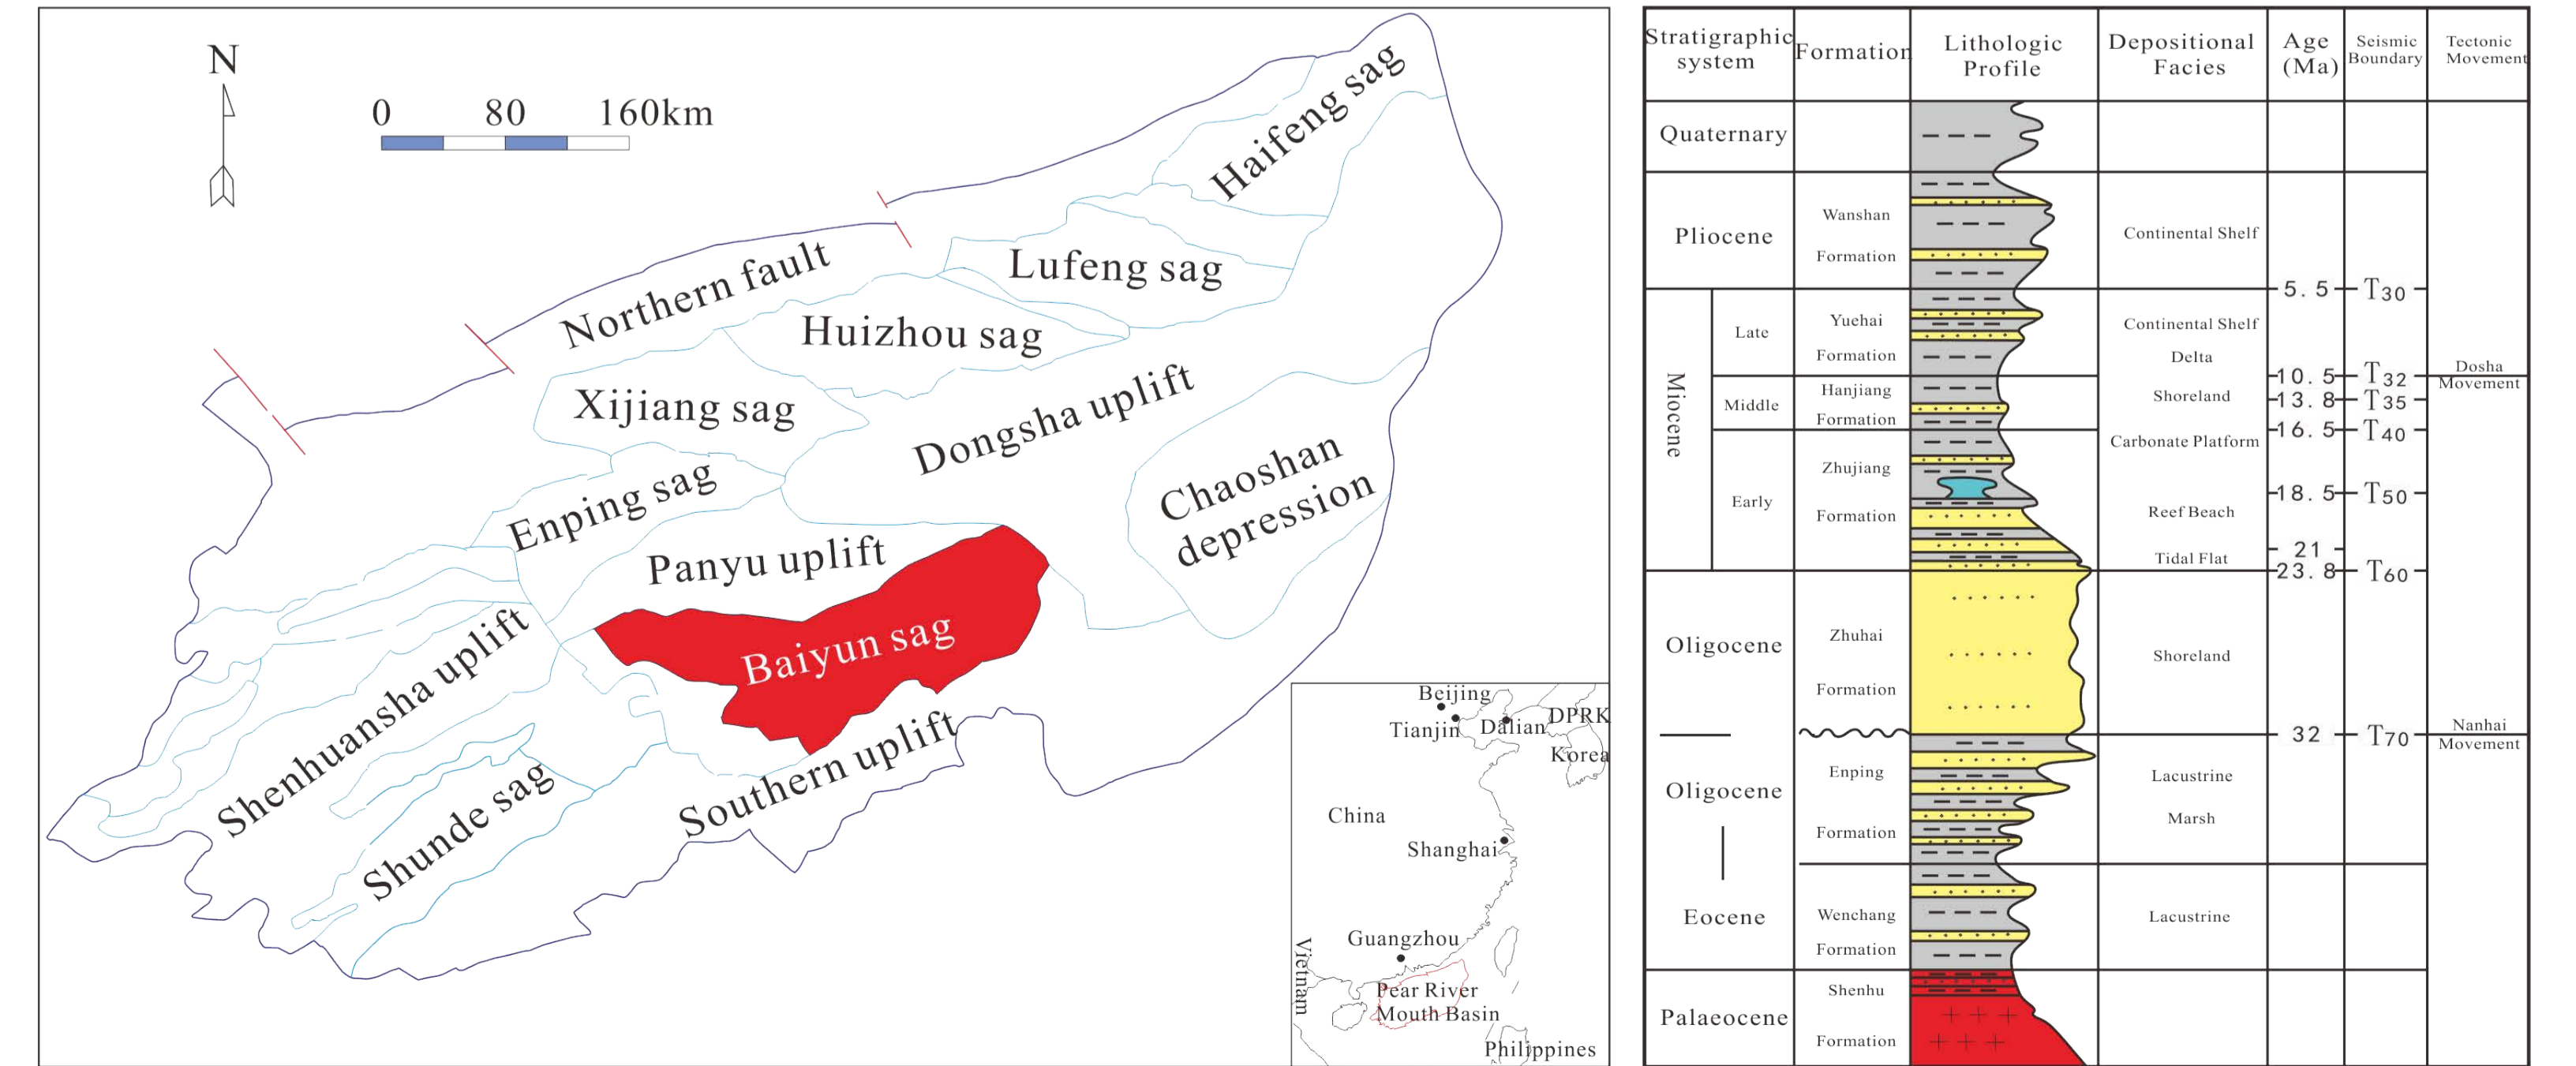 N
0 80 160km
Haifeng sag
Northern fault
Lufeng sag
Huizhou sag
Xijiang sag
Dongsha uplift
Enping sag
Chaoshan
depression
Panyu uplift
Baiyun sag
Shenhuansha uplift
Southern uplift
Shunde sag
Beijing
Tianjin
Dalian
DPRK
Korea
China
Shanghai
Guangzhou
Vietnam
Pear River
Mouth Basin
Philippines
Stratigraphic
system
Formation
Lithologic
Profile
Depositional
Facies
Age
(Ma)
Seismic
Boundary
Tectonic
Movement
Quaternary
Pliocene
Wanshan
Formation
Continental Shelf
5.5
T30
Miocene
Late
Yuehai
Formation
Continental Shelf
Delta
10.5
T32
Dosha
Movement
Middle
Hanjiang
Formation
Shoreland
13.8
T35
16.5
T40
Early
Zhujiang
Formation
Carbonate Platform
18.5
T50
Reef Beach
21
Tidal Flat
23.8
T60
Oligocene
Zhuhai
Formation
Shoreland
32
T70
Nanhai
Movement
Oligocene
Enping
Formation
Lacustrine
Marsh
Eocene
Wenchang
Formation
Lacustrine
Palaeocene
Shenhu
Formation